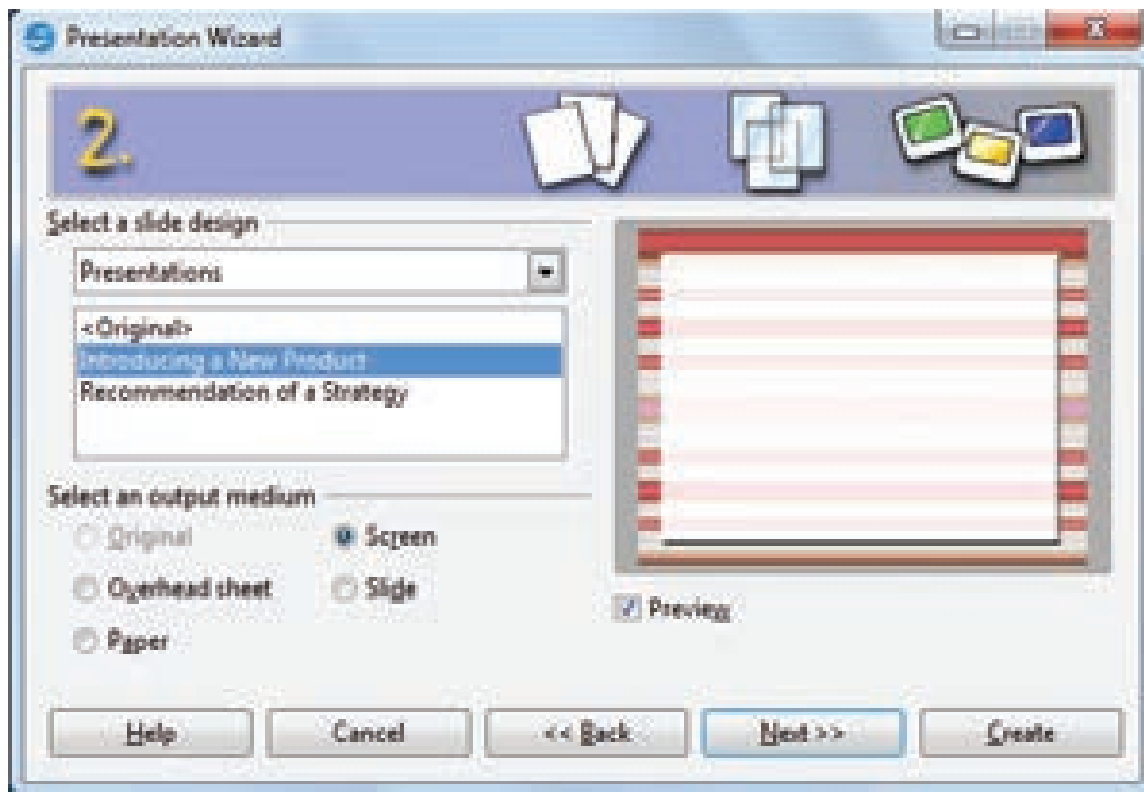 Presentation Wizard
2.
Select a slide design
Presentations
<Original>
Introducing a New Product
Recommendation of a Strategy
Select an output medium
Original
Screen
Overhead sheet
Slide
Paper
Preview
Help
Cancel
<< Back
Next >>
Create